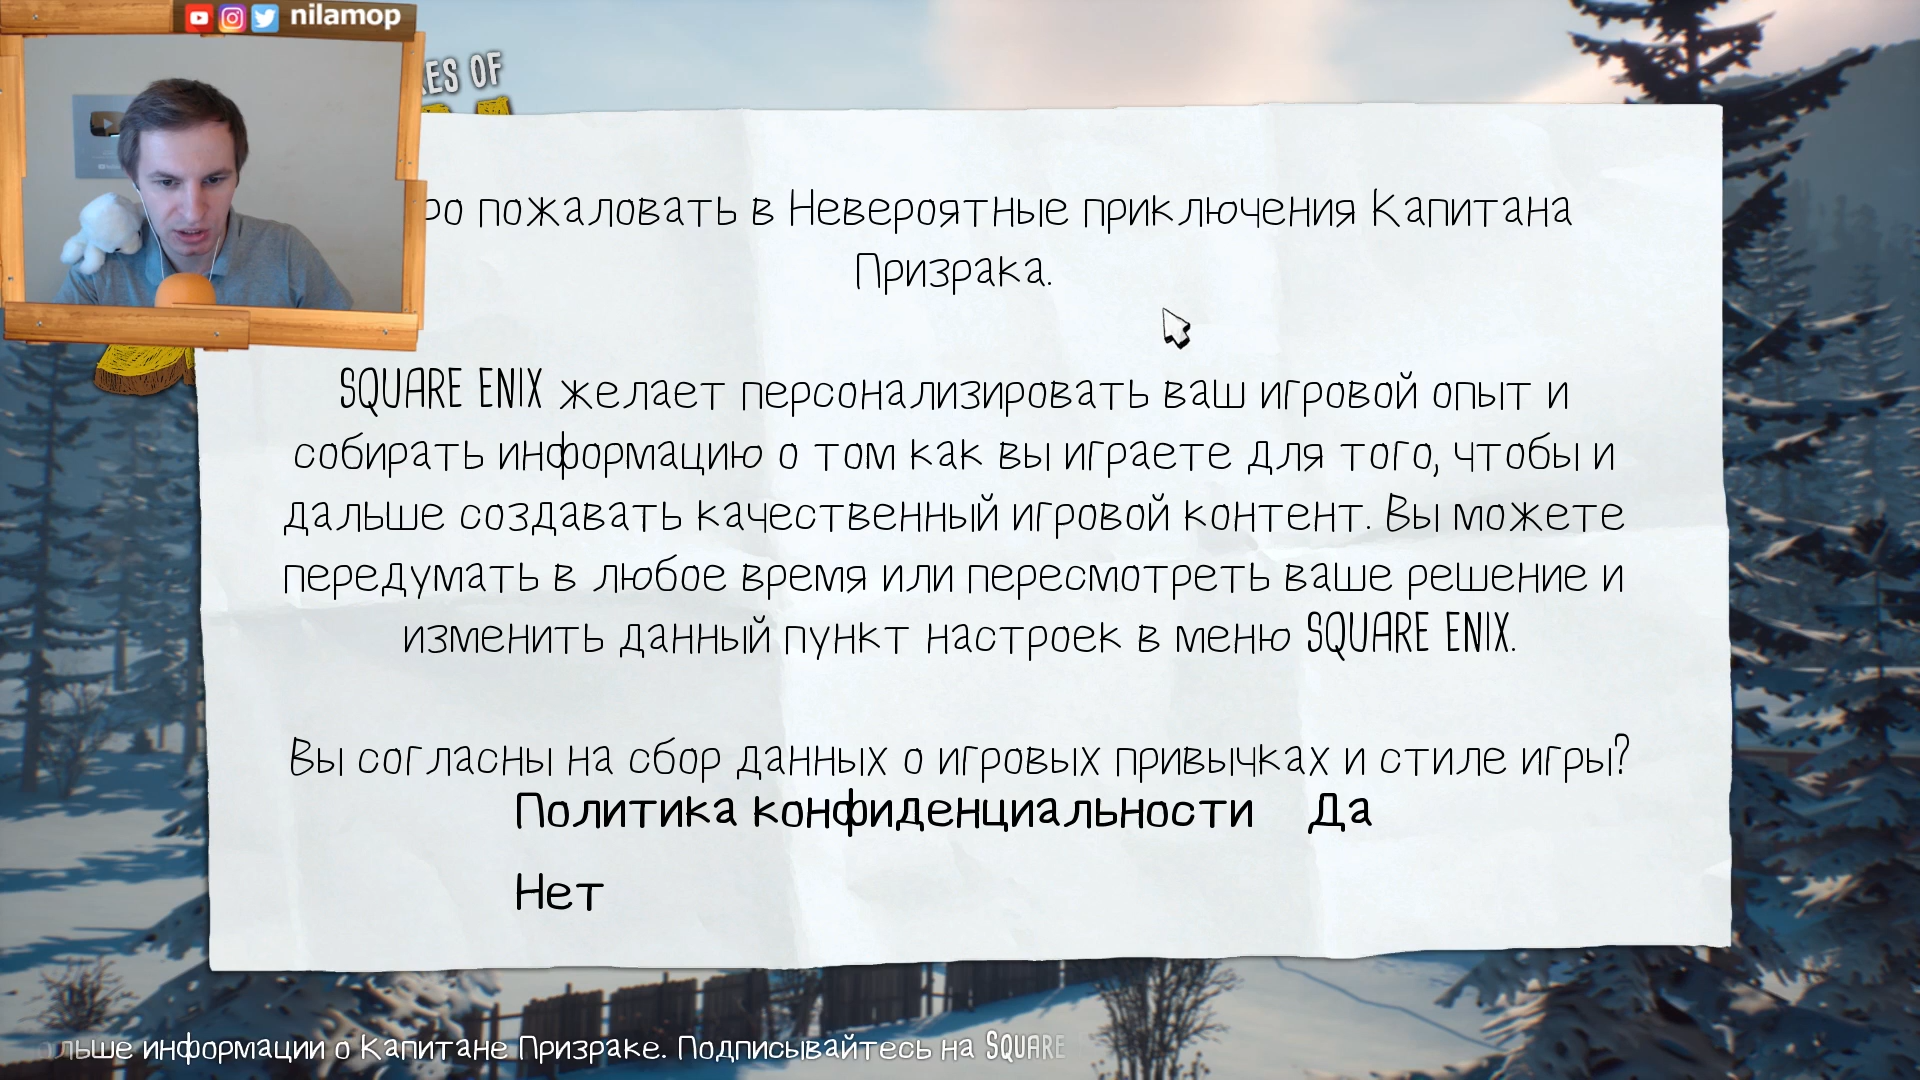 nilamop
OF
пожаловать в Невероятные приключения Капитана
Призрака.
SQUARE ENIX желает персонализировать ваш игровой опыт и
собирать информацию о том как вы играете для того, чтобы и
дальше создавать качественный игровой контент. Вы можете
передумать в любое время или пересмотреть ваше решение и
изменить данный пункт настроек в меню SQUARE ENIX.
Вы согласны на сбор данных о игровых привычках и стиле игры?
Политика конфиденциальности Да
Нет
информации о Капитане Призраке. Подписывайтесь на SQUARE